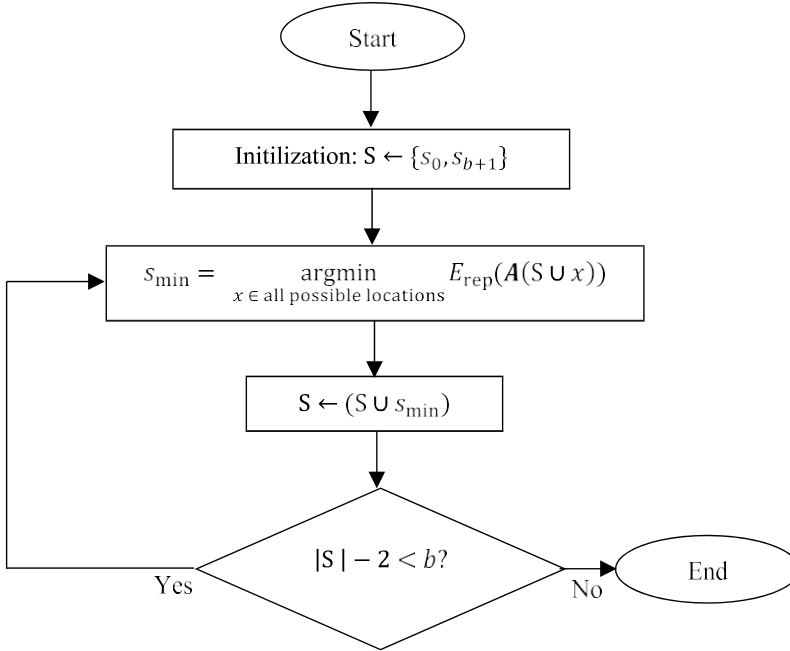 Start
Initilization: S ← {s₀, s_{b+1}}
s_min = argmin E_rep(𝑨(S ∪ x))
x ∈ all possible locations
S ← (S ∪ s_min)
|S| − 2 < b?
Yes
No
End